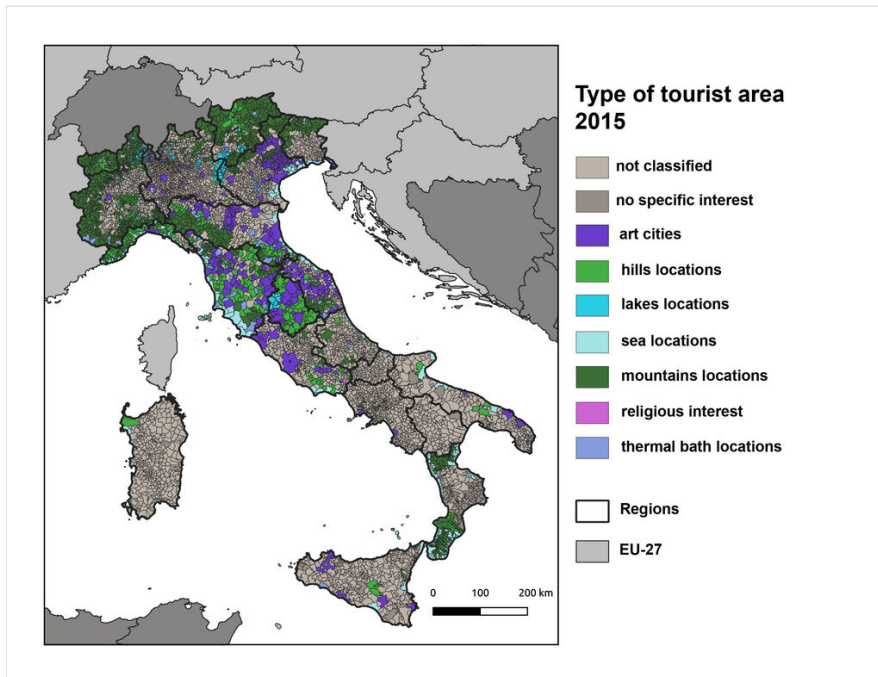 Type of tourist area
2015
not classified
no specific interest
art cities
hills locations
lakes locations
sea locations
mountains locations
religious interest
thermal bath locations
Regions
EU-27
0 100 200 km